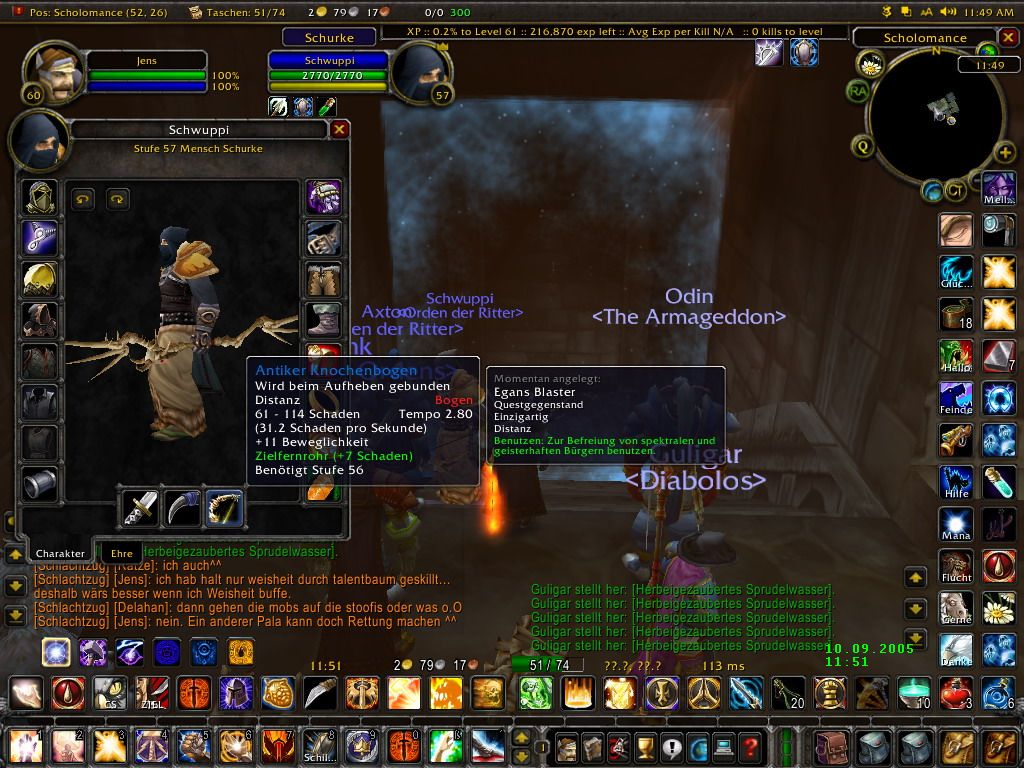 Pos: Scholomance (52, 26) Taschen: 51/74 2 79 17 0/0 300 11:49 AM
XP :: 0.2% to Level 61 :: 216,870 exp left :: Avg Exp per Kill N/A :: 0 kills to level
Schurke
Scholomance
N
11:49
Jens
100%
100%
60
Schwuppi
2770/2770
57
RA
Q
CT
Schwuppi
Stufe 57 Mensch Schurke
Schwuppi
<Orden der Ritter>
Odin
<The Armageddon>
Guligar
<Diabolos>
Antiker Knochenbogen
Wird beim Aufheben gebunden
Distanz Bogen
61 - 114 Schaden Tempo 2.80
(31.2 Schaden pro Sekunde)
+11 Beweglichkeit
Zielfernrohr (+7 Schaden)
Benötigt Stufe 56
Momentan angelegt:
Egans Blaster
Questgegenstand
Einzigartig
Distanz
Benutzen: Zur Befreiung von spektralen und
geisterhaften Bürgern benutzen.
Mell..
Gluc..
18
Hallo
7
Feinde
Hilfe
Mana
Flucht
Gerne
Danke
Charakter Ehre
[Herbeigezaubertes Sprudelwasser].
[Schlachtzug] [Katze]: ich auch^^
[Schlachtzug] [Jens]: ich hab halt nur weisheit durch talentbaum geskillt...
deshalb wärs besser wenn ich Weisheit buffe.
[Schlachtzug] [Delahan]: dann gehen die mobs auf die stoofis oder was o,O
[Schlachtzug] [Jens]: nein. Ein anderer Pala kann doch Rettung machen ^^
Guligar stellt her: [Herbeigezaubertes Sprudelwasser].
Guligar stellt her: [Herbeigezaubertes Sprudelwasser].
Guligar stellt her: [Herbeigezaubertes Sprudelwasser].
Guligar stellt her: [Herbeigezaubertes Sprudelwasser].
Guligar stellt her: [Herbeigezaubertes Sprudelwasser].
10.09.2005
11:51
11:51 2 79 17 51 / 74 ??.? ??.? 113 ms
20 10 3 6
Schil..